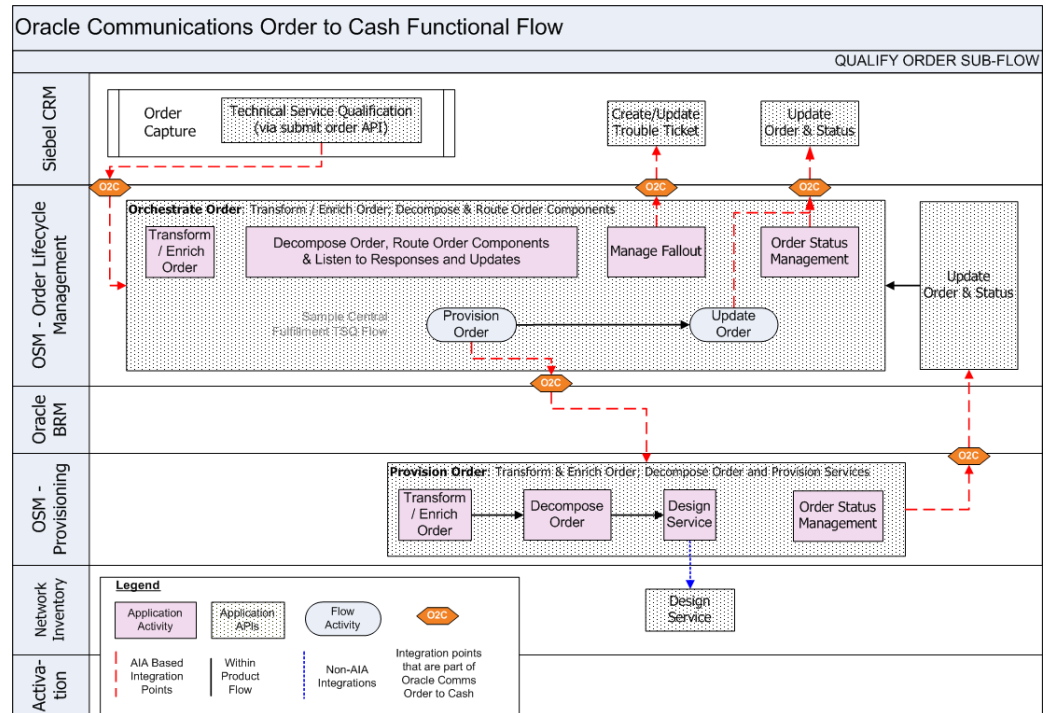 Oracle Communications Order to Cash Functional Flow
QUALIFY ORDER SUB-FLOW
Siebel CRM
Order
Capture
Technical Service Qualification
(via submit order API)
Create/Update
Trouble Ticket
Update
Order & Status
O2C
O2C
O2C
OSM - Order Lifecycle
Management
Orchestrate Order: Transform / Enrich Order; Decompose & Route Order Components
Transform
/ Enrich
Order
Decompose Order, Route Order Components
& Listen to Responses and Updates
Manage Fallout
Order Status
Management
Update
Order & Status
Sample Central
Fulfillment TSQ Flow
Provision
Order
Update
Order
O2C
Oracle
BRM
O2C
OSM -
Provisioning
Provision Order: Transform & Enrich Order; Decompose Order and Provision Services
Transform
/ Enrich
Order
Decompose
Order
Design
Service
Order Status
Management
Network
Inventory
Design
Service
Activa-
tion
Legend
Application
Activity
Application
APIs
Flow
Activity
O2C
AIA Based
Integration
Points
Within
Product
Flow
Non-AIA
Integrations
Integration points
that are part of
Oracle Comms
Order to Cash